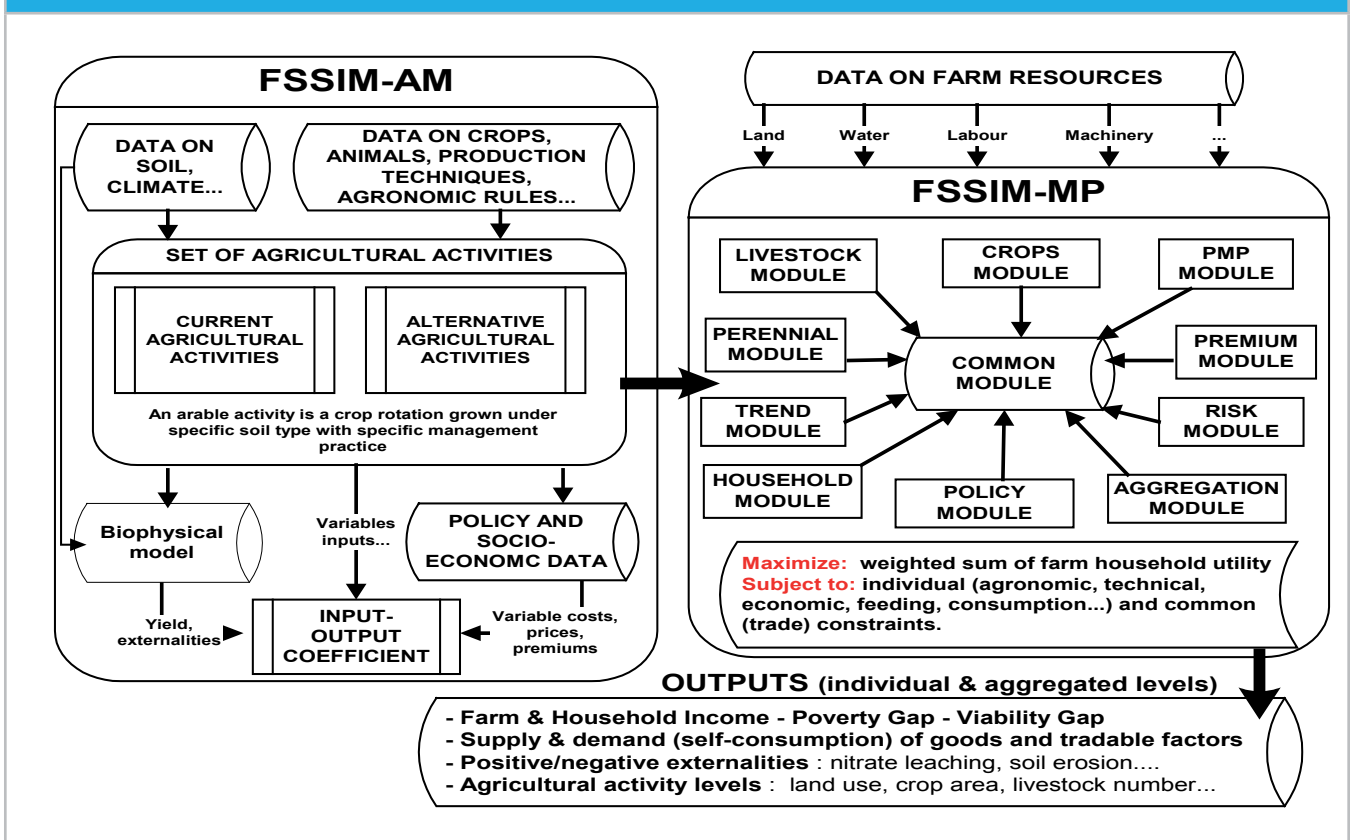 FSSIM-AM
DATA ON
SOIL,
CLIMATE...
DATA ON CROPS,
ANIMALS, PRODUCTION
TECHNIQUES,
AGRONOMIC RULES...
SET OF AGRICULTURAL ACTIVITIES
CURRENT
AGRICULTURAL
ACTIVITIES
ALTERNATIVE
AGRICULTURAL
ACTIVITIES
An arable activity is a crop rotation grown under
specific soil type with specific management
practice
Biophysical
model
Variables
inputs...
POLICY AND
SOCIO-
ECONOMC DATA
Yield,
externalities
INPUT-
OUTPUT
COEFFICIENT
Variable costs,
prices,
premiums
DATA ON FARM RESOURCES
Land
Water
Labour
Machinery
...
FSSIM-MP
LIVESTOCK
MODULE
CROPS
MODULE
PMP
MODULE
PERENNIAL
MODULE
COMMON
MODULE
PREMIUM
MODULE
TREND
MODULE
RISK
MODULE
HOUSEHOLD
MODULE
POLICY
MODULE
AGGREGATION
MODULE
Maximize: weighted sum of farm household utility
Subject to: individual (agronomic, technical,
economic, feeding, consumption...) and common
(trade) constraints.
OUTPUTS (individual & aggregated levels)
- Farm & Household Income - Poverty Gap - Viability Gap
- Supply & demand (self-consumption) of goods and tradable factors
- Positive/negative externalities : nitrate leaching, soil erosion....
- Agricultural activity levels : land use, crop area, livestock number...